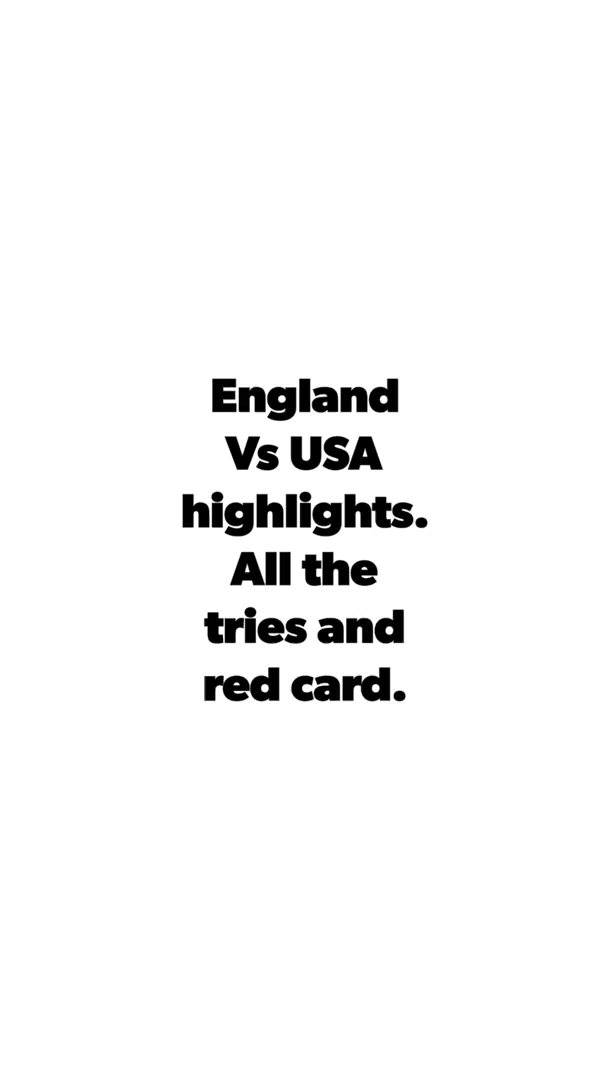 England
Vs USA
highlights.
All the
tries and
red card.